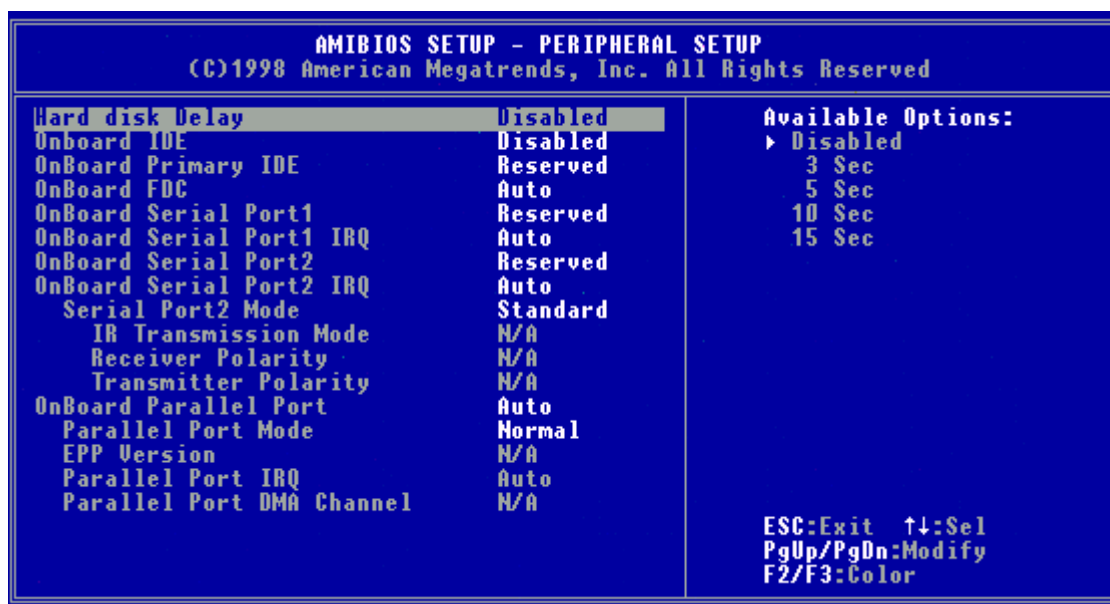 AMIBIOS SETUP - PERIPHERAL SETUP
(C)1998 American Megatrends, Inc. All Rights Reserved
Hard disk Delay Disabled
Onboard IDE Disabled
OnBoard Primary IDE Reserved
OnBoard FDC Auto
OnBoard Serial Port1 Reserved
OnBoard Serial Port1 IRQ Auto
OnBoard Serial Port2 Reserved
OnBoard Serial Port2 IRQ Auto
Serial Port2 Mode Standard
IR Transmission Mode N/A
Receiver Polarity N/A
Transmitter Polarity N/A
OnBoard Parallel Port Auto
Parallel Port Mode Normal
EPP Version N/A
Parallel Port IRQ Auto
Parallel Port DMA Channel N/A
Available Options:
▸ Disabled
3 Sec
5 Sec
10 Sec
15 Sec
ESC:Exit ↑↓:Sel
PgUp/PgDn:Modify
F2/F3:Color